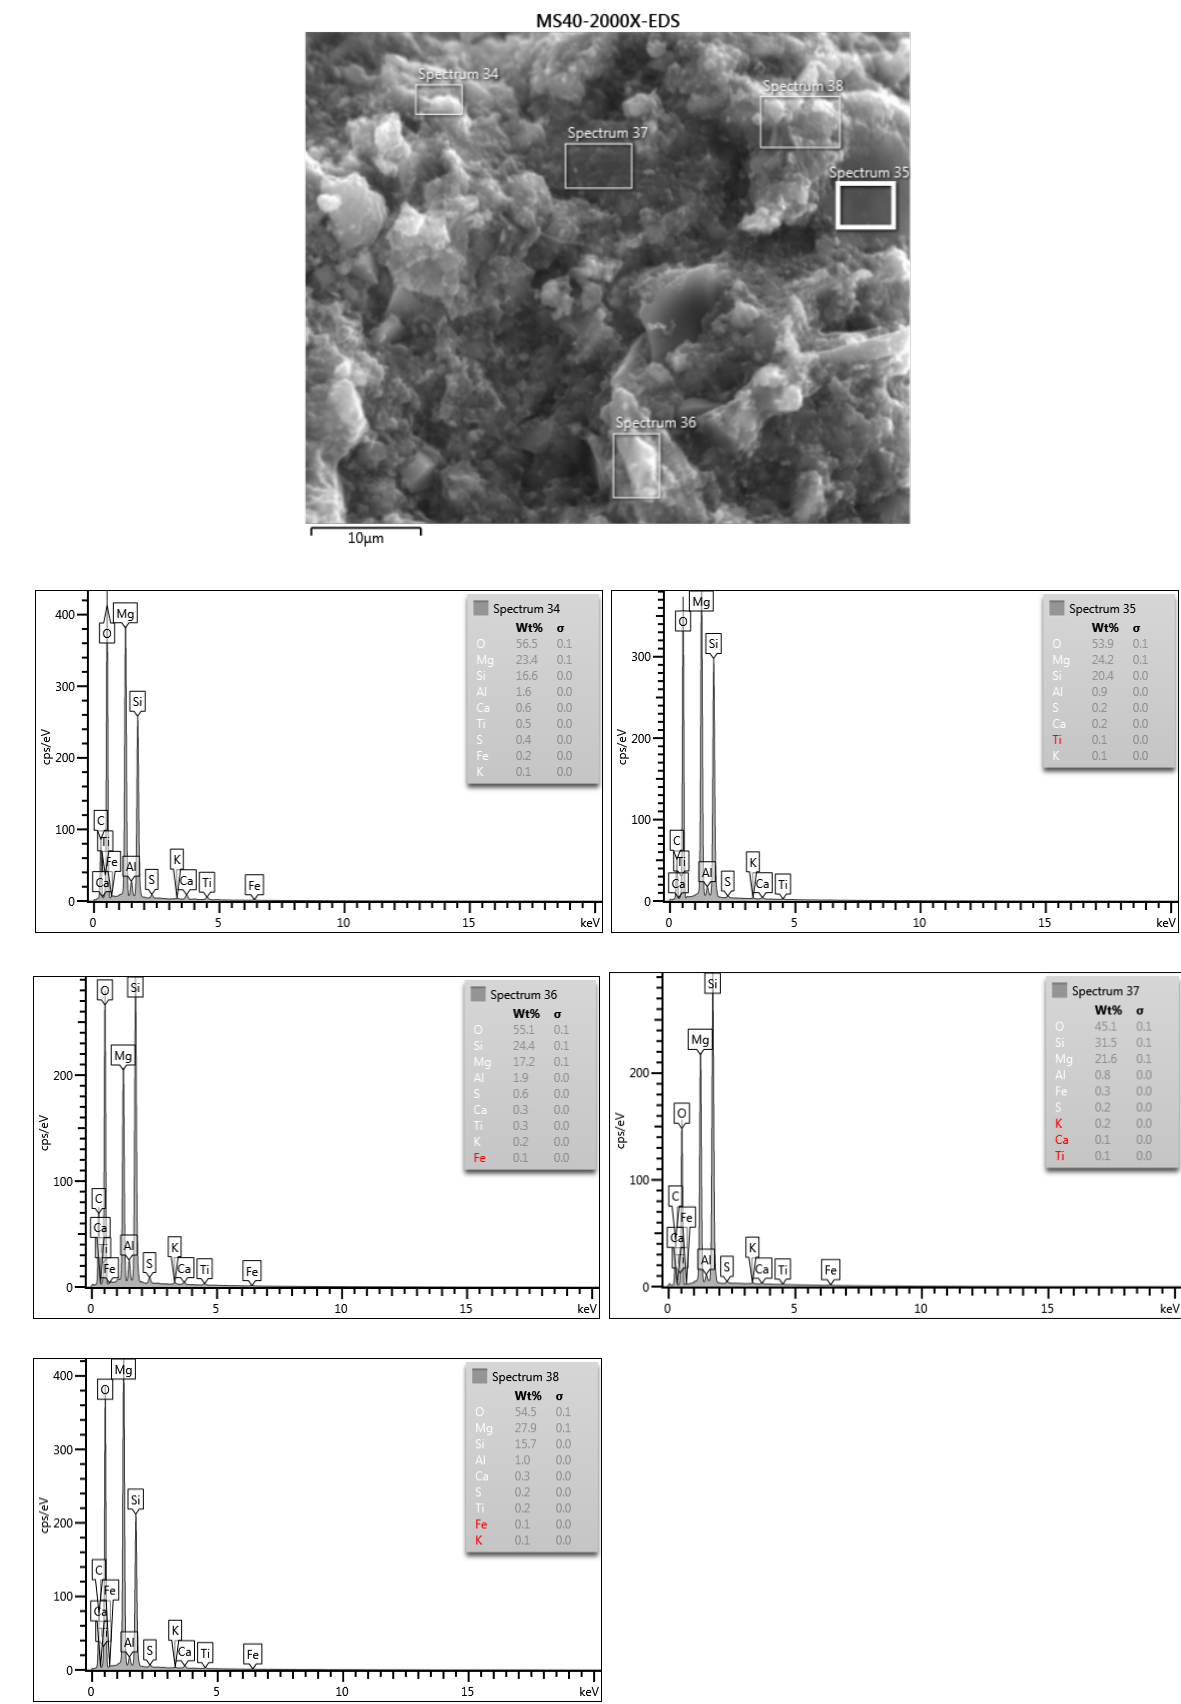 MS40-2000X-EDS
Spectrum 34
Spectrum 38
Spectrum 37
Spectrum 35
Spectrum 36
10µm
Spectrum 34
Wt% σ
O 56.5 0.1
Mg 23.4 0.1
Si 16.6 0.0
Al 1.6 0.0
Ca 0.6 0.0
Ti 0.5 0.0
S 0.4 0.0
Fe 0.2 0.0
K 0.1 0.0
cps/eV
400
300
200
100
0
O Mg Si
C
Ti
Fe
Ca
Al S K Ca Ti Fe
0 5 10 15 keV
Spectrum 35
Wt% σ
O 53.9 0.1
Mg 24.2 0.1
Si 20.4 0.0
Al 0.9 0.0
S 0.2 0.0
Ca 0.2 0.0
Ti 0.1 0.0
K 0.1 0.0
cps/eV
300
200
100
0
O Mg Si
C
Ti
Ca
Al S K Ca Ti
0 5 10 15 keV
Spectrum 36
Wt% σ
O 55.1 0.1
Si 24.4 0.1
Mg 17.2 0.1
Al 1.9 0.0
S 0.6 0.0
Ca 0.3 0.0
Ti 0.3 0.0
K 0.2 0.0
Fe 0.1 0.0
cps/eV
200
100
0
O Mg Si
C
Ca
Ti
Fe
Al S K Ca Ti Fe
0 5 10 15 keV
Spectrum 37
Wt% σ
O 45.1 0.1
Si 31.5 0.1
Mg 21.6 0.1
Al 0.8 0.0
Fe 0.3 0.0
S 0.2 0.0
K 0.2 0.0
Ca 0.1 0.0
Ti 0.1 0.0
cps/eV
200
100
0
O Mg Si
C
Fe
Ca
Ti
Al S K Ca Ti Fe
0 5 10 15 keV
Spectrum 38
Wt% σ
O 54.5 0.1
Mg 27.9 0.1
Si 15.7 0.0
Al 1.0 0.0
Ca 0.3 0.0
S 0.2 0.0
Ti 0.2 0.0
Fe 0.1 0.0
K 0.1 0.0
cps/eV
400
300
200
100
0
O Mg Si
C
Fe
Ca
Al S K Ca Ti Fe
0 5 10 15 keV